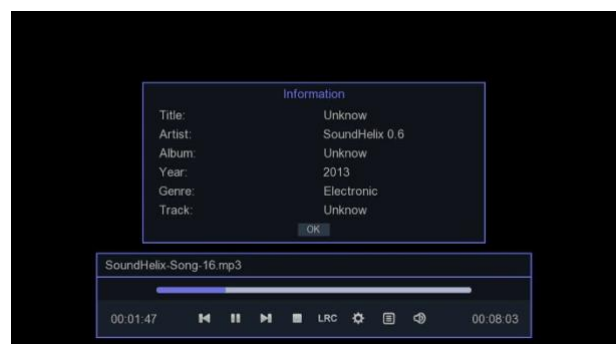 Information
Title: Unknow
Artist: SoundHelix 0.6
Album: Unknow
Year: 2013
Genre: Electronic
Track: Unknow
OK
SoundHelix-Song-16.mp3
00:01:47 LRC 00:08:03